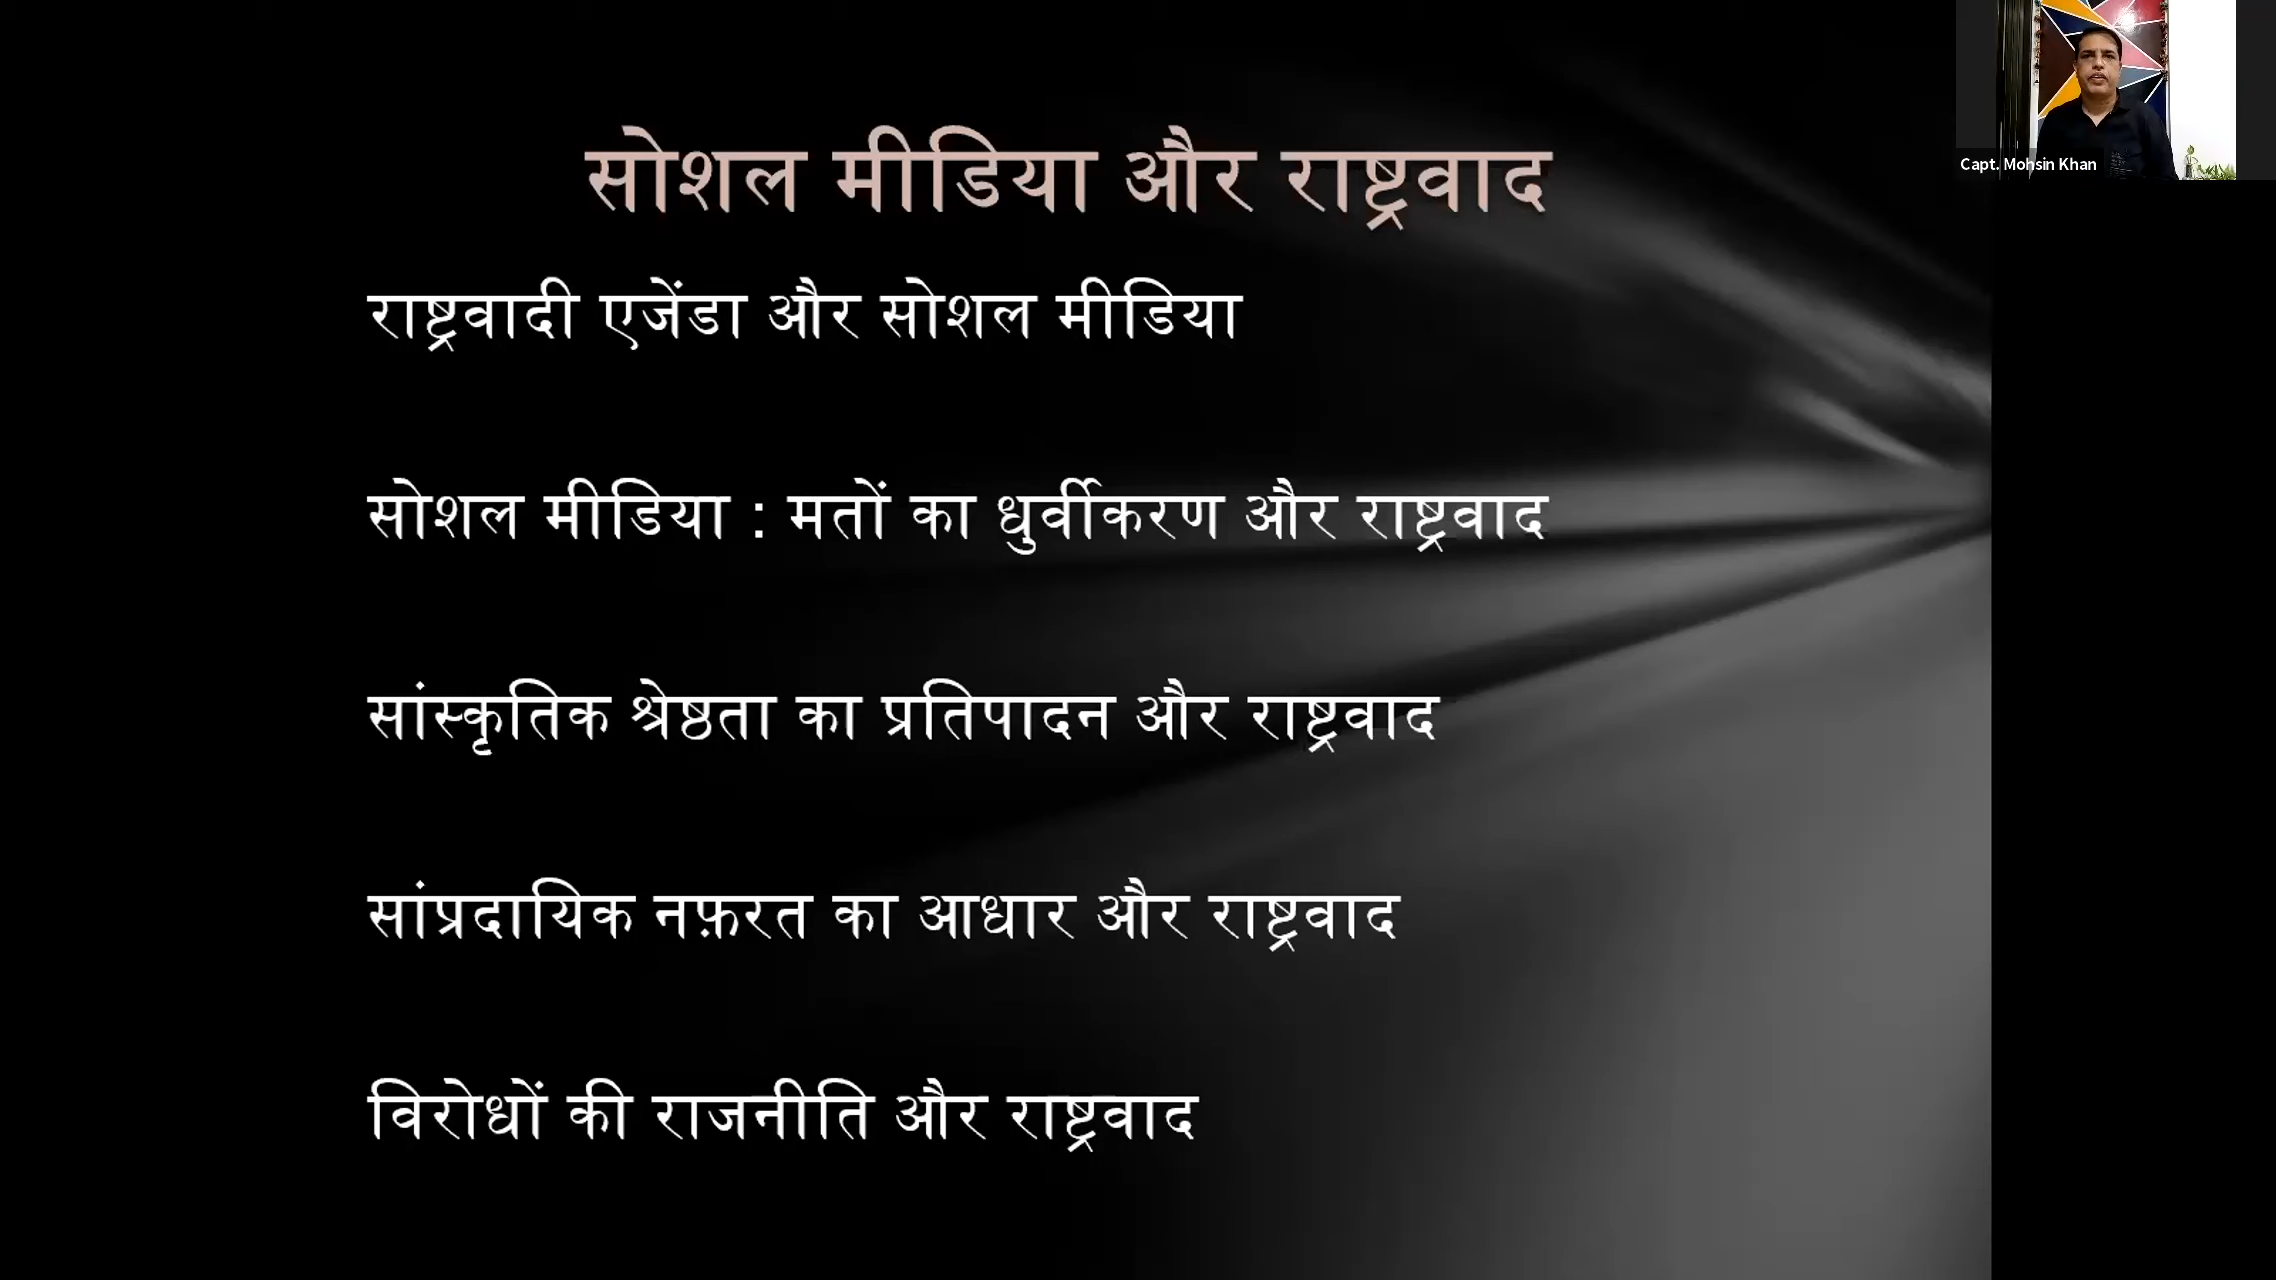 सोशल मीडिया और राष्ट्रवाद
Capt. Mohsin Khan
राष्ट्रवादी एजेंडा और सोशल मीडिया
सोशल मीडिया : मतों का धुर्वीकरण और राष्ट्रवाद
सांस्कृतिक श्रेष्ठता का प्रतिपादन और राष्ट्रवाद
सांप्रदायिक नफ़रत का आधार और राष्ट्रवाद
विरोधों की राजनीति और राष्ट्रवाद